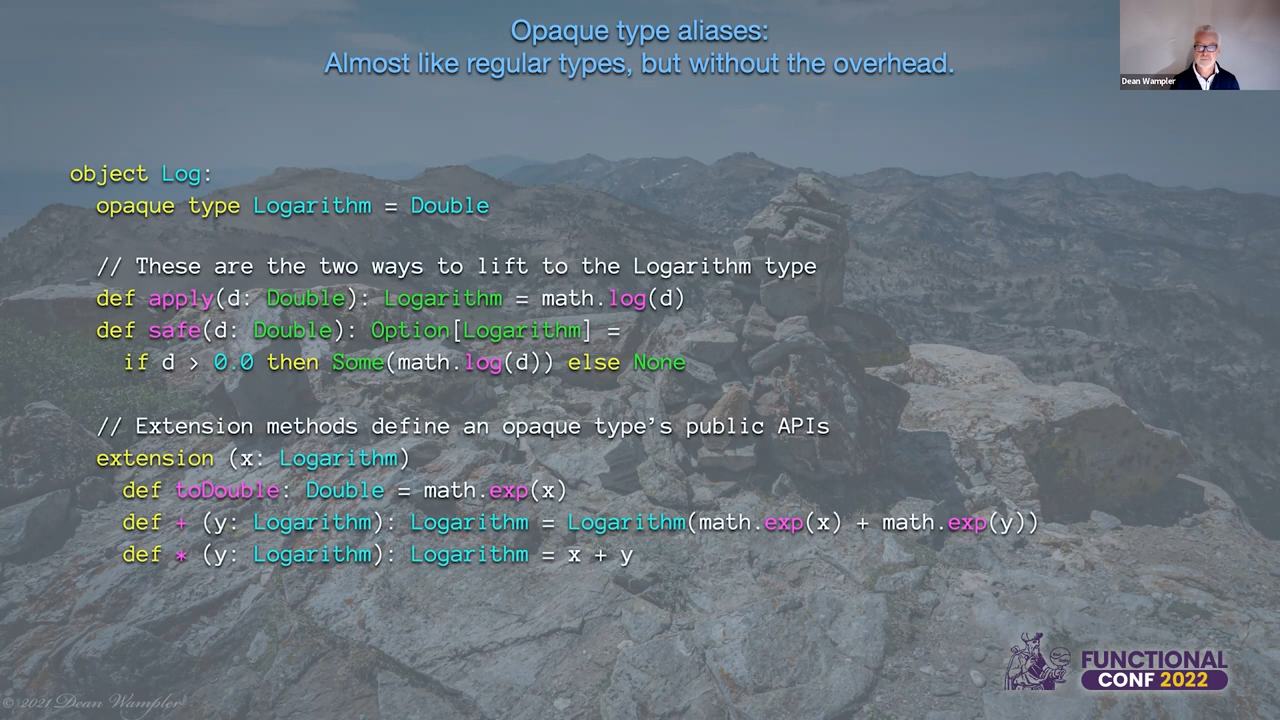 Opaque type aliases:
Almost like regular types, but without the overhead.
Dean Wampler
object Log:
opaque type Logarithm = Double
// These are the two ways to lift to the Logarithm type
def apply(d: Double): Logarithm = math.log(d)
def safe(d: Double): Option[Logarithm] =
if d > 0.0 then Some(math.log(d)) else None
// Extension methods define an opaque type’s public APIs
extension (x: Logarithm)
def toDouble: Double = math.exp(x)
def + (y: Logarithm): Logarithm = Logarithm(math.exp(x) + math.exp(y))
def * (y: Logarithm): Logarithm = x + y
FUNCTIONAL
CONF 2022
© 2021 Dean Wampler